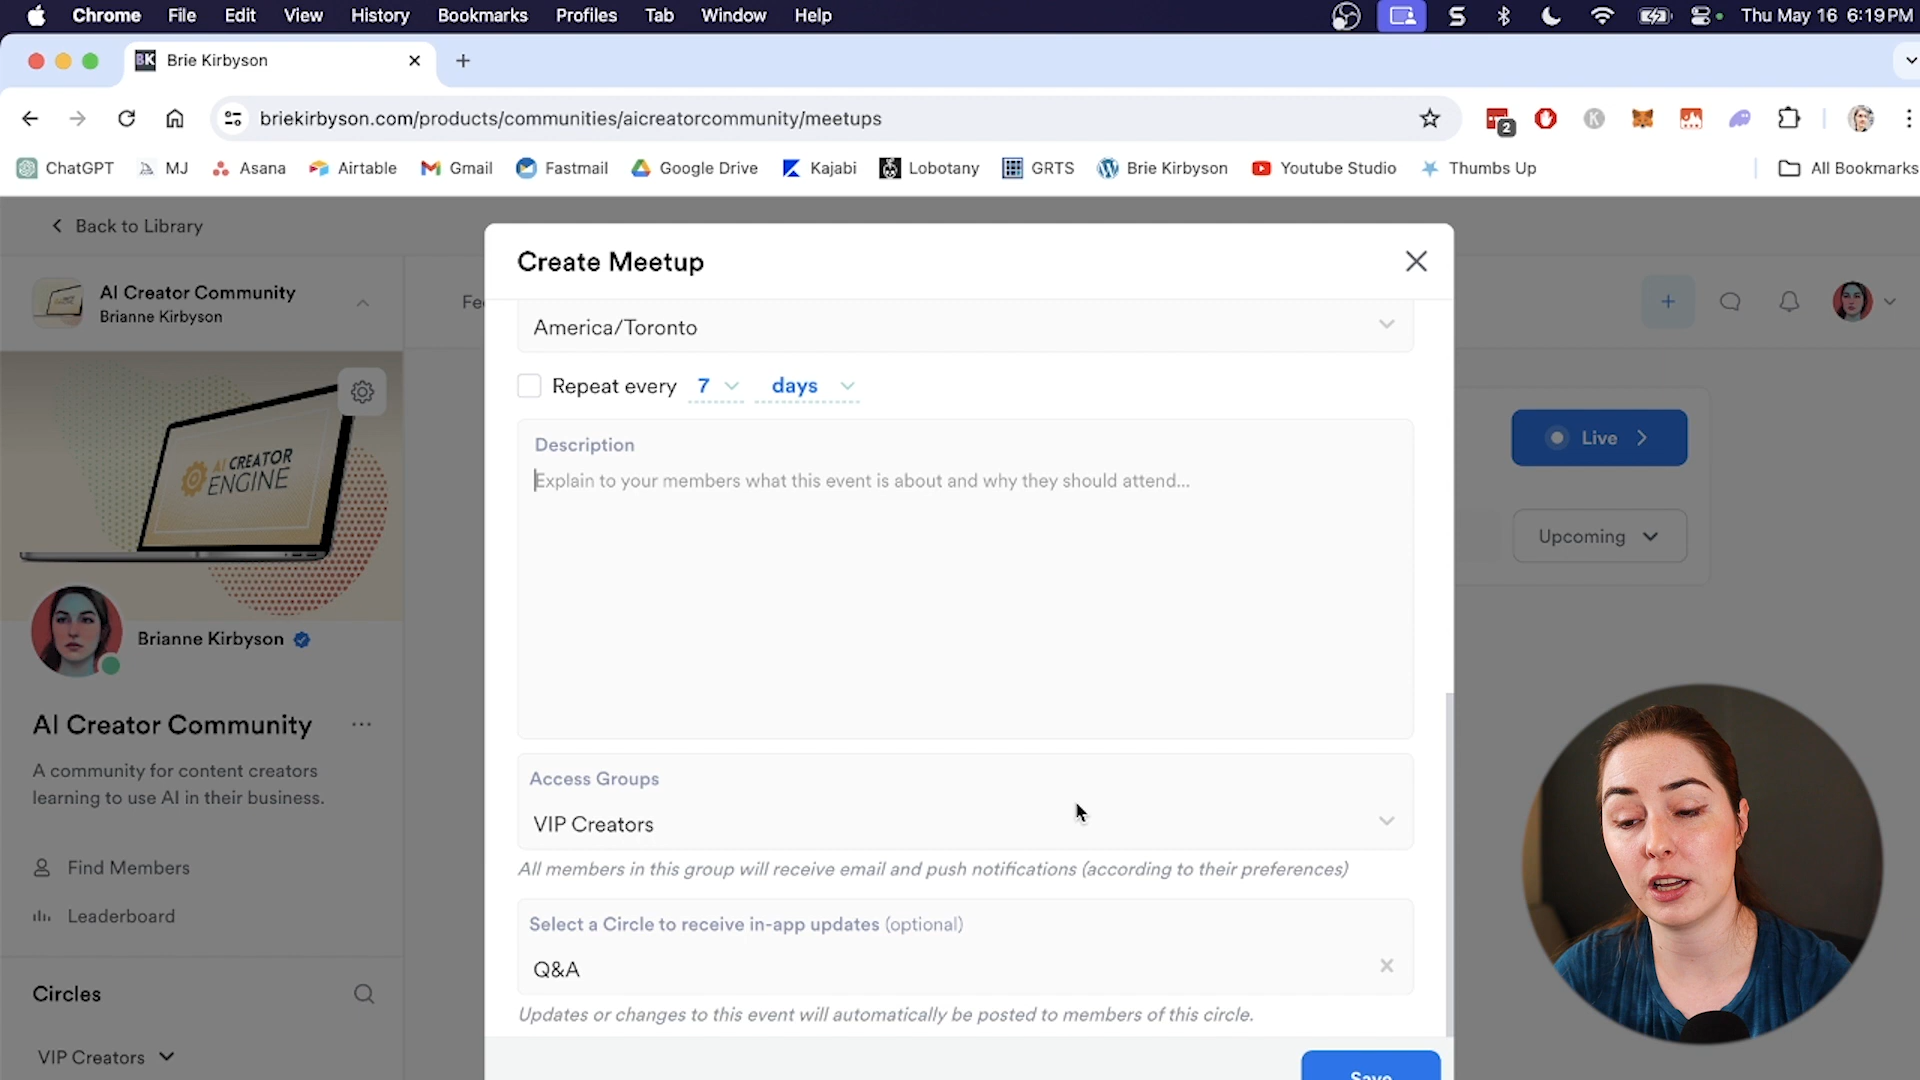 Chrome File Edit View History Bookmarks Profiles Tab Window Help
Thu May 16 6:19 PM
BK Brie Kirbyson
briekirbyson.com/products/communities/aicreatorcommunity/meetups
2
K
ChatGPT MJ Asana Airtable Gmail Fastmail Google Drive Kajabi Lobotany GRTS Brie Kirbyson Youtube Studio Thumbs Up All Bookmarks
Back to Library
AI Creator Community
Brianne Kirbyson
AI CREATOR
ENGINE
Brianne Kirbyson
AI Creator Community
A community for content creators
learning to use AI in their business.
Find Members
Leaderboard
Circles
VIP Creators
Create Meetup
America/Toronto
Repeat every 7 days
Description
Explain to your members what this event is about and why they should attend...
Access Groups
VIP Creators
All members in this group will receive email and push notifications (according to their preferences)
Select a Circle to receive in-app updates (optional)
Q&A
Updates or changes to this event will automatically be posted to members of this circle.
Save
Live
Upcoming